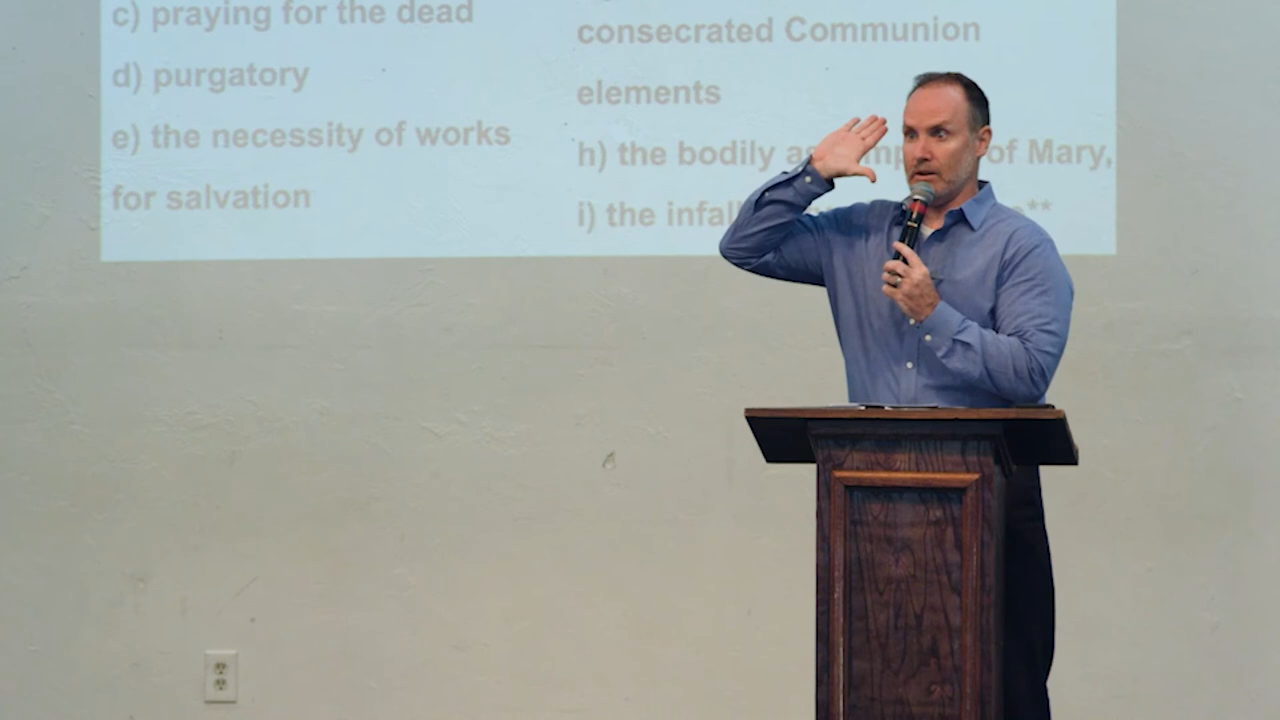 c) praying for the dead
d) purgatory
e) the necessity of works
for salvation
consecrated Communion
elements
h) the bodily of Mary,
i) the